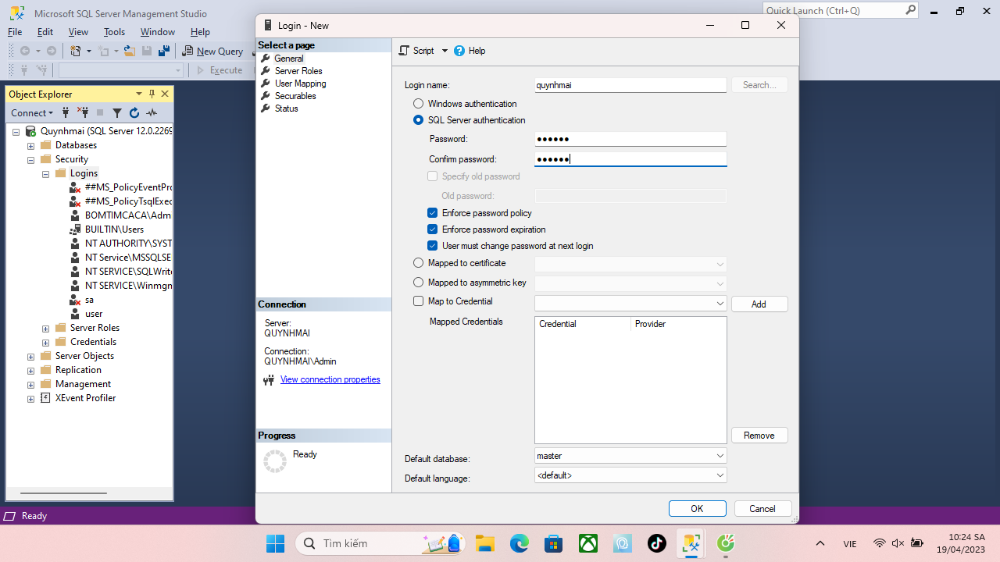 Microsoft SQL Server Management Studio
Quick Launch (Ctrl+Q)
File Edit View Tools Window Help
New Query
Execute
Object Explorer
Connect
Quynhmai (SQL Server 12.0.2269
Databases
Security
Logins
##MS_PolicyEventPro
##MS_PolicyTsqlExec
BOMTIMCACA\Adm
BUILTIN\Users
NT AUTHORITY\SYST
NT Service\MSSQLSE
NT SERVICE\SQLWrite
NT SERVICE\Winmgn
sa
user
Server Roles
Credentials
Server Objects
Replication
Management
XEvent Profiler
Ready
Login - New
Select a page
General
Server Roles
User Mapping
Securables
Status
Connection
Server:
QUYNHMAI
Connection:
QUYNHMAI\Admin
View connection properties
Progress
Ready
Script Help
Login name: quynhmai Search...
Windows authentication
SQL Server authentication
Password: ●●●●●●
Confirm password: ●●●●●●
Specify old password
Old password:
Enforce password policy
Enforce password expiration
User must change password at next login
Mapped to certificate
Mapped to asymmetric key
Map to Credential Add
Mapped Credentials Credential Provider
Remove
Default database: master
Default language: <default>
OK Cancel
Tìm kiếm
VIE
10:24 SA
19/04/2023